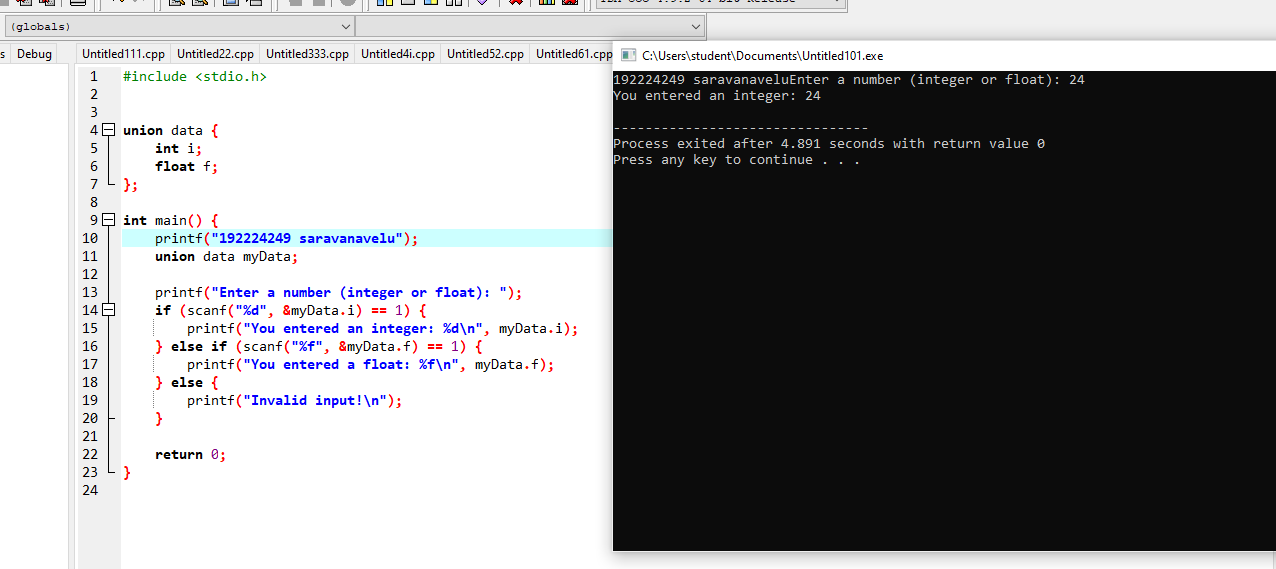 (globals)
s Debug
Untitled111.cpp Untitled22.cpp Untitled333.cpp Untitled4i.cpp Untitled52.cpp Untitled61.cpp
1 #include <stdio.h>
2
3
4 union data {
5 int i;
6 float f;
7 };
8
9 int main() {
10 printf("192224249 saravanavelu");
11 union data myData;
12
13 printf("Enter a number (integer or float): ");
14 if (scanf("%d", &myData.i) == 1) {
15 printf("You entered an integer: %d\n", myData.i);
16 } else if (scanf("%f", &myData.f) == 1) {
17 printf("You entered a float: %f\n", myData.f);
18 } else {
19 printf("Invalid input!\n");
20 }
21
22 return 0;
23 }
24
C:\Users\student\Documents\Untitled101.exe
192224249 saravanaveluEnter a number (integer or float): 24
You entered an integer: 24
--------------------------------
Process exited after 4.891 seconds with return value 0
Press any key to continue . . .